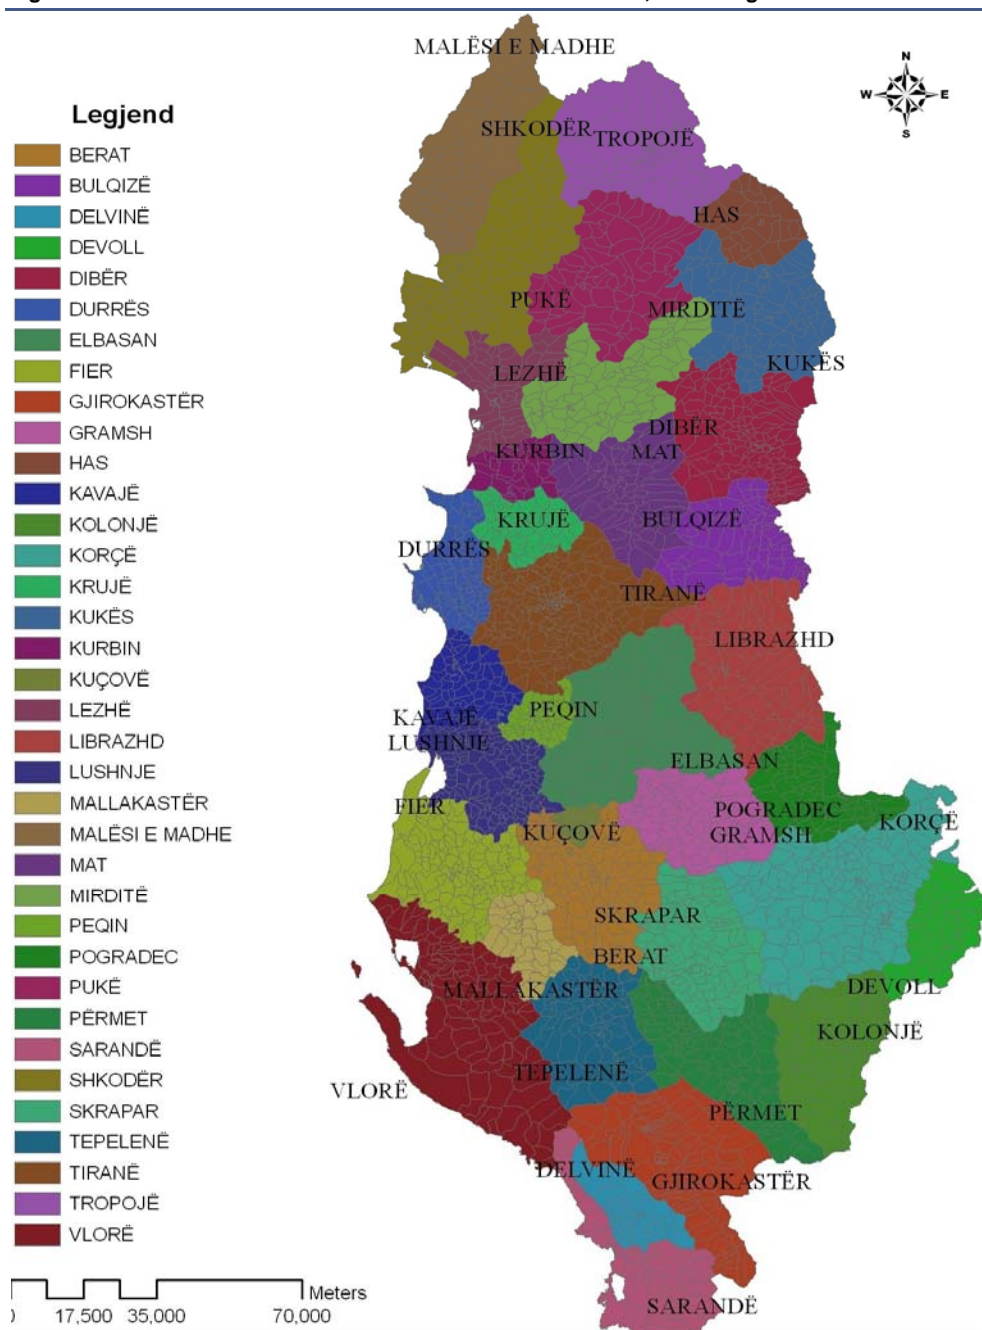 MALËSI E MADHE
SHKODËR
TROPOJË
HAS
PUKË
MIRDITË
KUKËS
LEZHË
DIBËR
KURBIN
MAT
KRUJË
BULQIZË
DURRËS
TIRANË
LIBRAZHD
PEQIN
KAVAJË
LUSHNJE
ELBASAN
FIER
POGRADEC
KORÇË
KUÇOVË
GRAMSH
SKRAPAR
BERAT
MALLAKASTËR
DEVOLL
KOLONJË
TEPELENË
VLORË
PËRMET
DELVINË
GJIROKASTËR
SARANDË
N
W E
S
Legjend
BERAT
BULQIZË
DELVINË
DEVOLL
DIBËR
DURRËS
ELBASAN
FIER
GJIROKASTËR
GRAMSH
HAS
KAVAJË
KOLONJË
KORÇË
KRUJË
KUKËS
KURBIN
KUÇOVË
LEZHË
LIBRAZHD
LUSHNJE
MALLAKASTËR
MALËSI E MADHE
MAT
MIRDITË
PEQIN
POGRADEC
PUKË
PËRMET
SARANDË
SHKODËR
SKRAPAR
TEPELENË
TIRANË
TROPOJË
VLORË
Meters
0 17,500 35,000 70,000